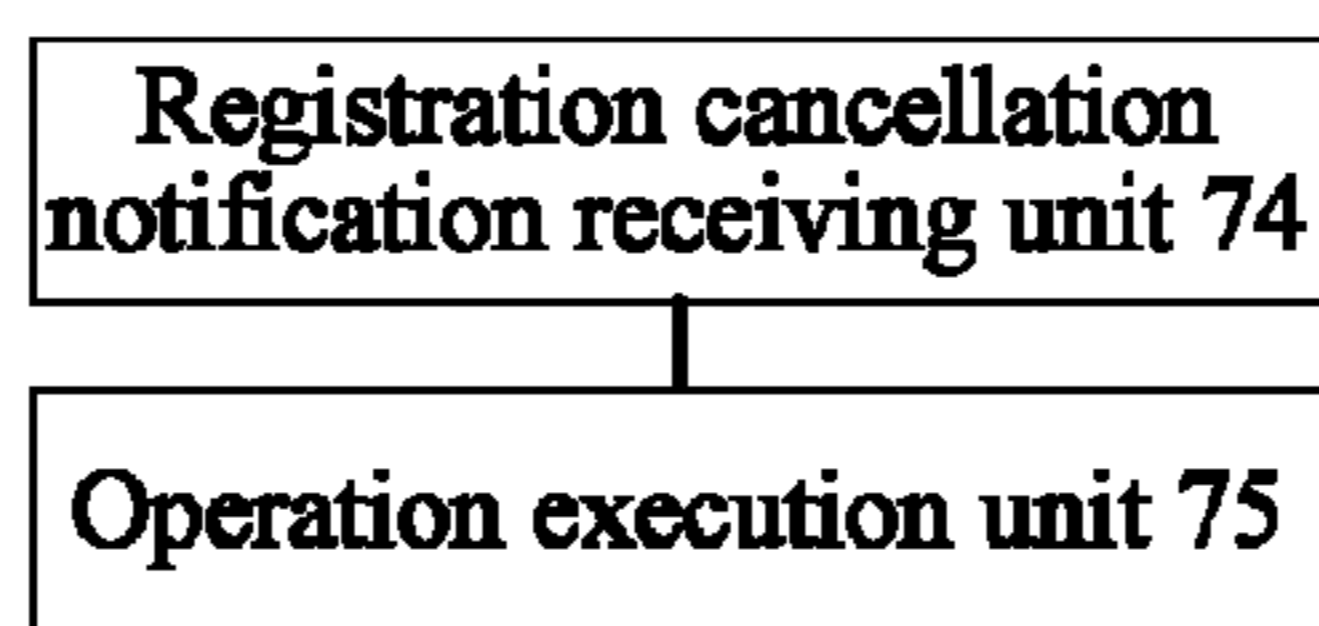 Registration cancellation
notification receiving unit 74
Operation execution unit 75